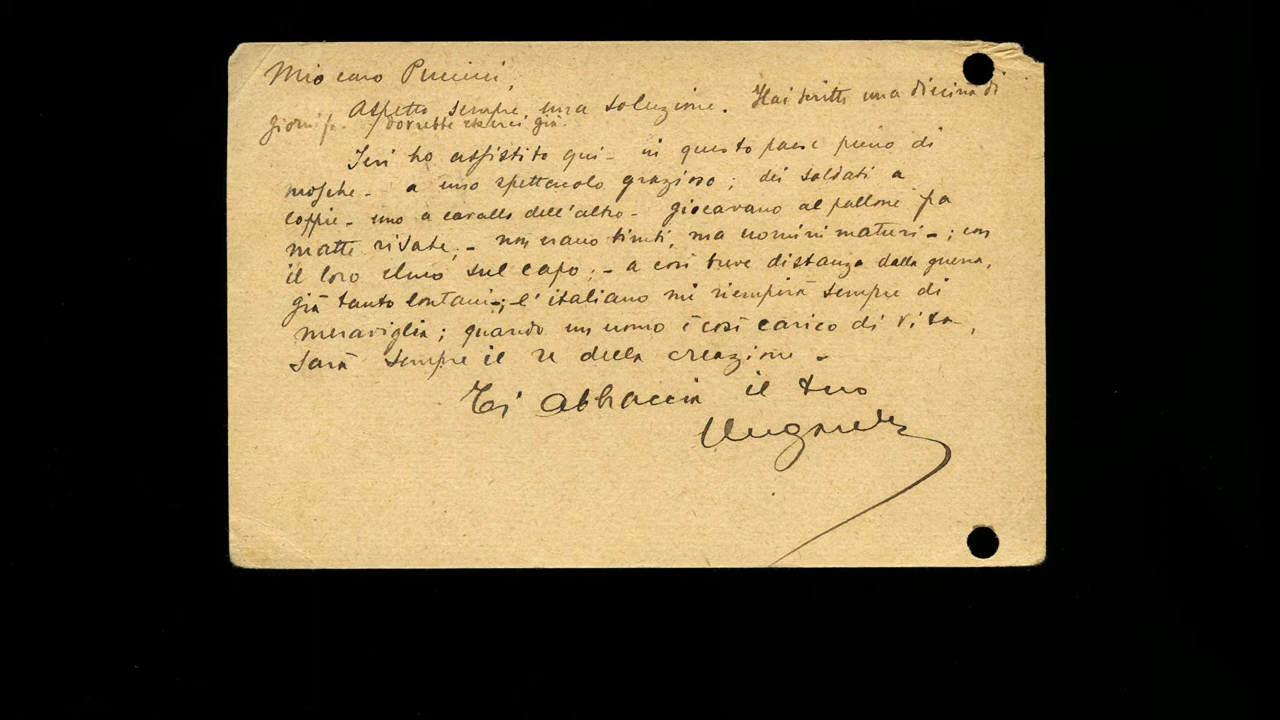 Mio caro Puccini,
Aspetto sempre una soluzione. Hai scritto una diecina di
giorni fa. dovrebbe esserci già.
Ieri ho assistito qui - in questo paese pieno di
mosche - a uno spettacolo grazioso; dei soldati a
coppie - uno a cavallo dell'altro - giocavano al pallone fra
matte risate; - non erano tinti, ma uomini maturi -; con
il loro elmo sul capo; - a così breve distanza dalla guerra,
già tanto lontani -; l'italiano mi riempirà sempre di
meraviglia; quando un uomo è così carico di vita,
sarà sempre il re della creazione -
Ti abbraccia il tuo
Ungaretti